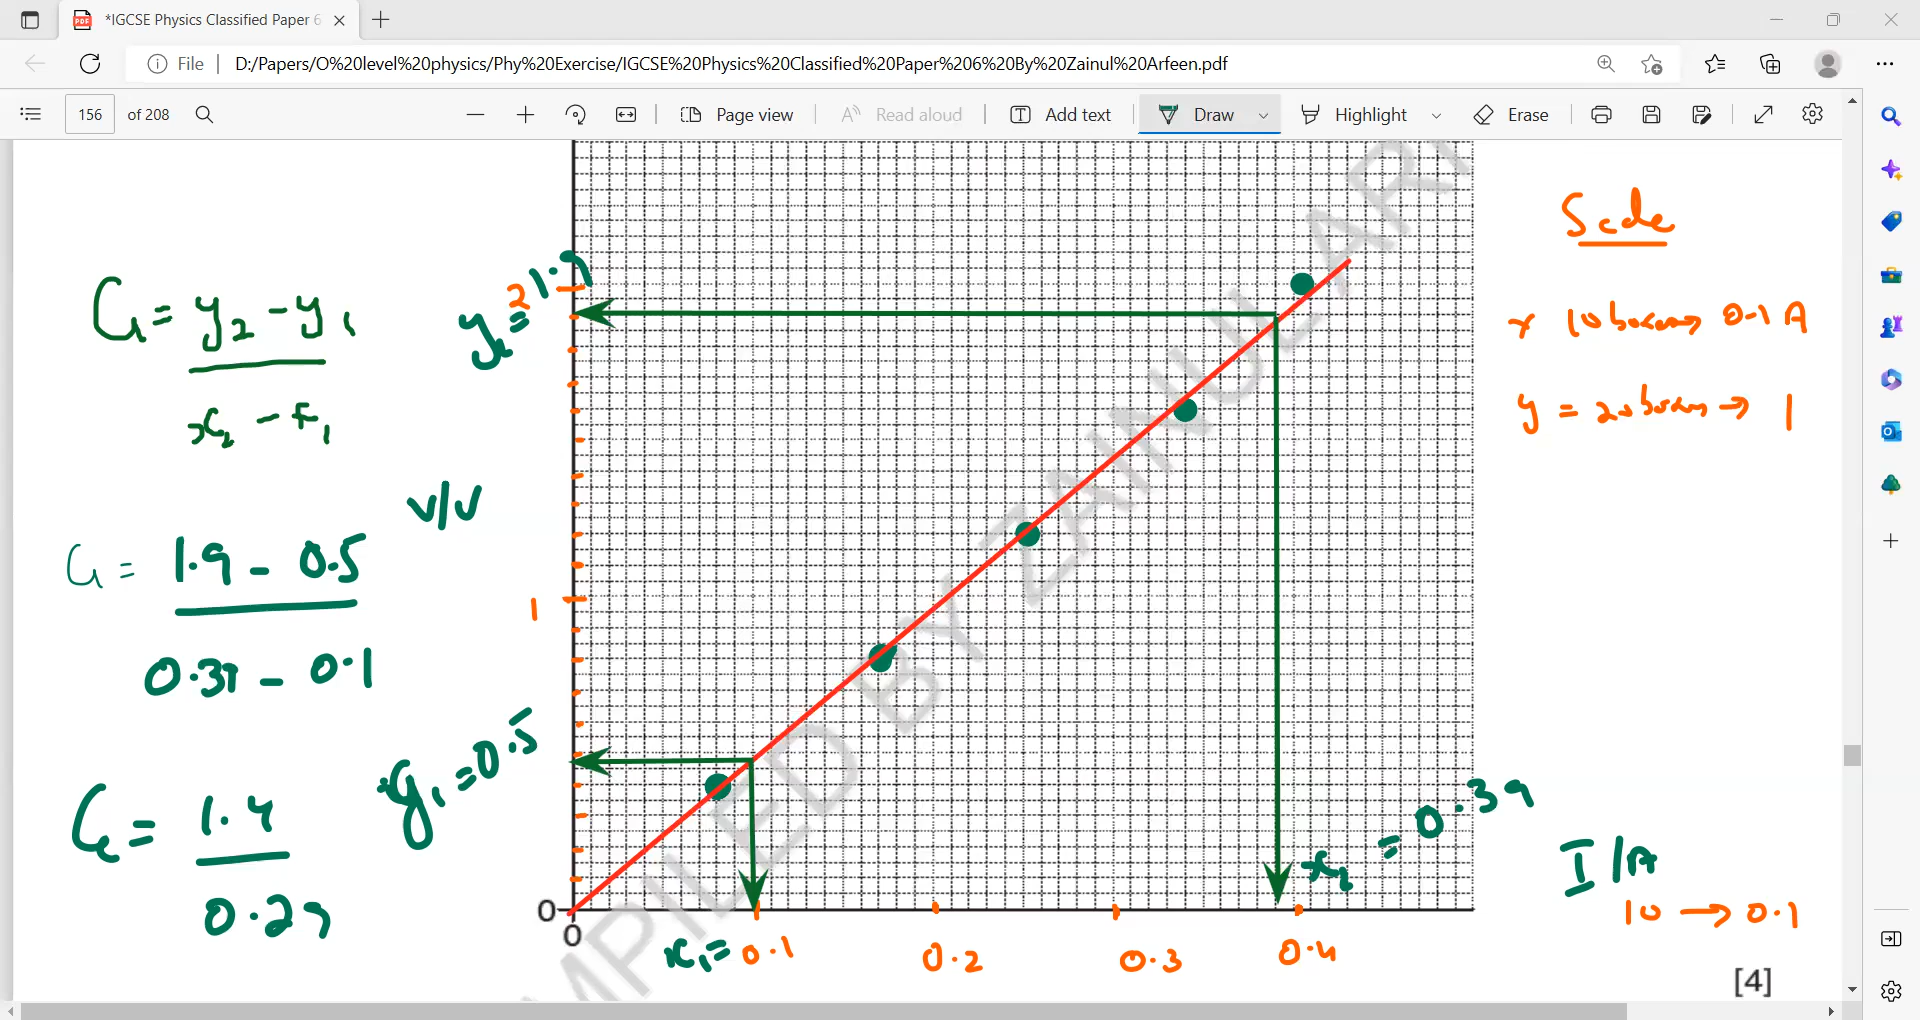 *IGCSE Physics Classified Paper 6
File
D:/Papers/O%20level%20physics/Phy%20Exercise/IGCSE%20Physics%20Classified%20Paper%206%20By%20Zainul%20Arfeen.pdf
156 of 208
Page view
Read aloud
Add text
Draw
Highlight
Erase
Scale
x 10 boxes → 0.1 A
y = 20 boxes → 1
G = y₂ - y₁
x₂ - x₁
y₂ = 1.9
2
V/V
G = 1.9 - 0.5
0.39 - 0.1
1
y₁ = 0.5
G = 1.4
0.29
x₂ = 0.39
I/A
10 → 0.1
0
0
x₁ = 0.1
0.2
0.3
0.4
[4]
COMPILED BY ZAINUL ARF